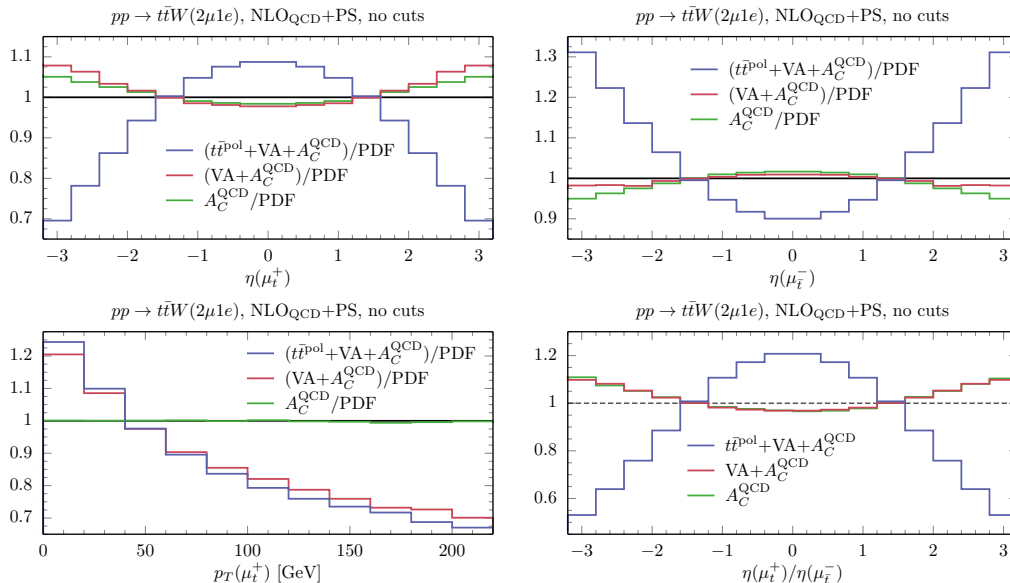 pp → tt̄W(2μ1e), NLO_QCD+PS, no cuts
1.1
1
0.9
0.8
0.7
(tt̄^pol+VA+A_C^QCD)/PDF
(VA+A_C^QCD)/PDF
A_C^QCD/PDF
−3 −2 −1 0 1 2 3
η(μ_t^+)
pp → tt̄W(2μ1e), NLO_QCD+PS, no cuts
1.3
1.2
1.1
1
0.9
(tt̄^pol+VA+A_C^QCD)/PDF
(VA+A_C^QCD)/PDF
A_C^QCD/PDF
−3 −2 −1 0 1 2 3
η(μ_t̄^−)
pp → tt̄W(2μ1e), NLO_QCD+PS, no cuts
1.2
1.1
1
0.9
0.8
0.7
(tt̄^pol+VA+A_C^QCD)/PDF
(VA+A_C^QCD)/PDF
A_C^QCD/PDF
0 50 100 150 200
p_T(μ_t^+) [GeV]
pp → tt̄W(2μ1e), NLO_QCD+PS, no cuts
1.2
1
0.8
0.6
tt̄^pol+VA+A_C^QCD
VA+A_C^QCD
A_C^QCD
−3 −2 −1 0 1 2 3
η(μ_t^+)/η(μ_t̄^−)